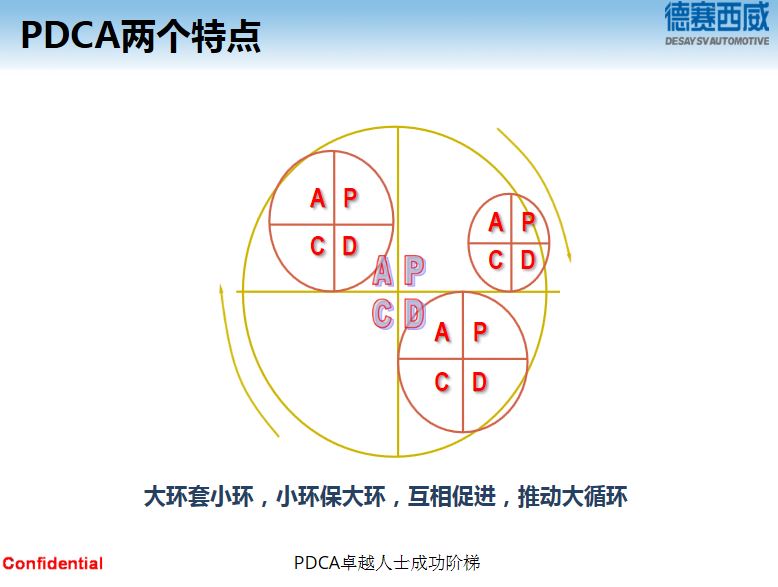 PDCA两个特点
德赛西威
DESAY SV AUTOMOTIVE
A P
C D
A P
C D
A P
C D
A P
C D
大环套小环，小环保大环，互相促进，推动大循环
Confidential
PDCA卓越人士成功阶梯